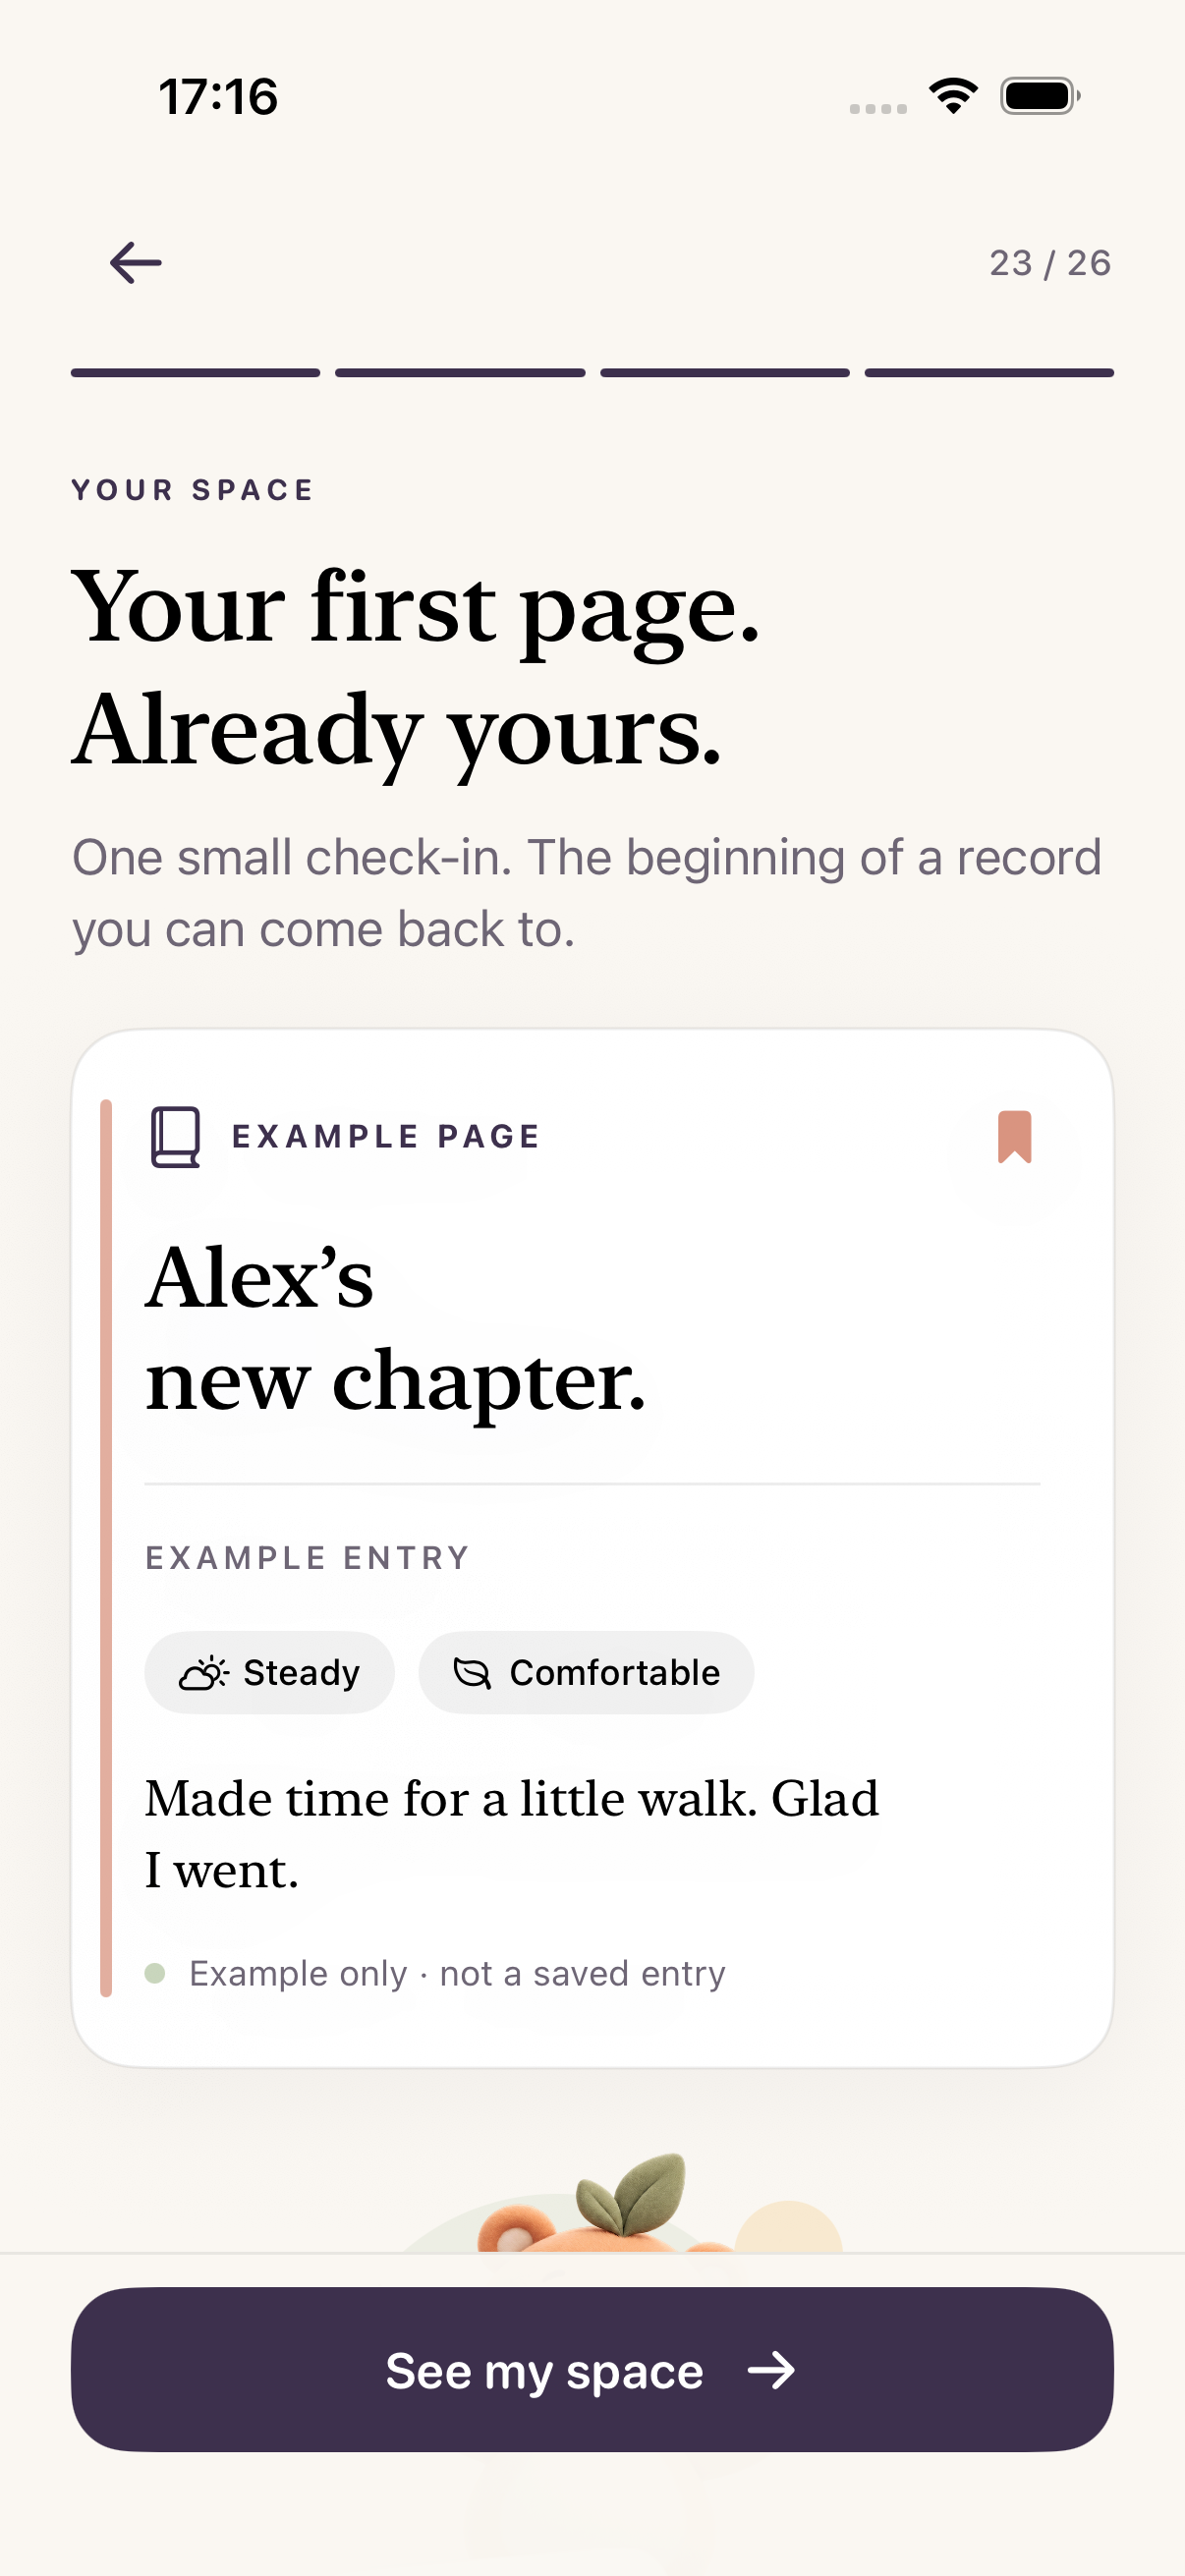 17:16
23 / 26
YOUR SPACE
Your first page.
Already yours.
One small check-in. The beginning of a record
you can come back to.
EXAMPLE PAGE
Alex’s
new chapter.
EXAMPLE ENTRY
Steady Comfortable
Made time for a little walk. Glad
I went.
Example only · not a saved entry
See my space